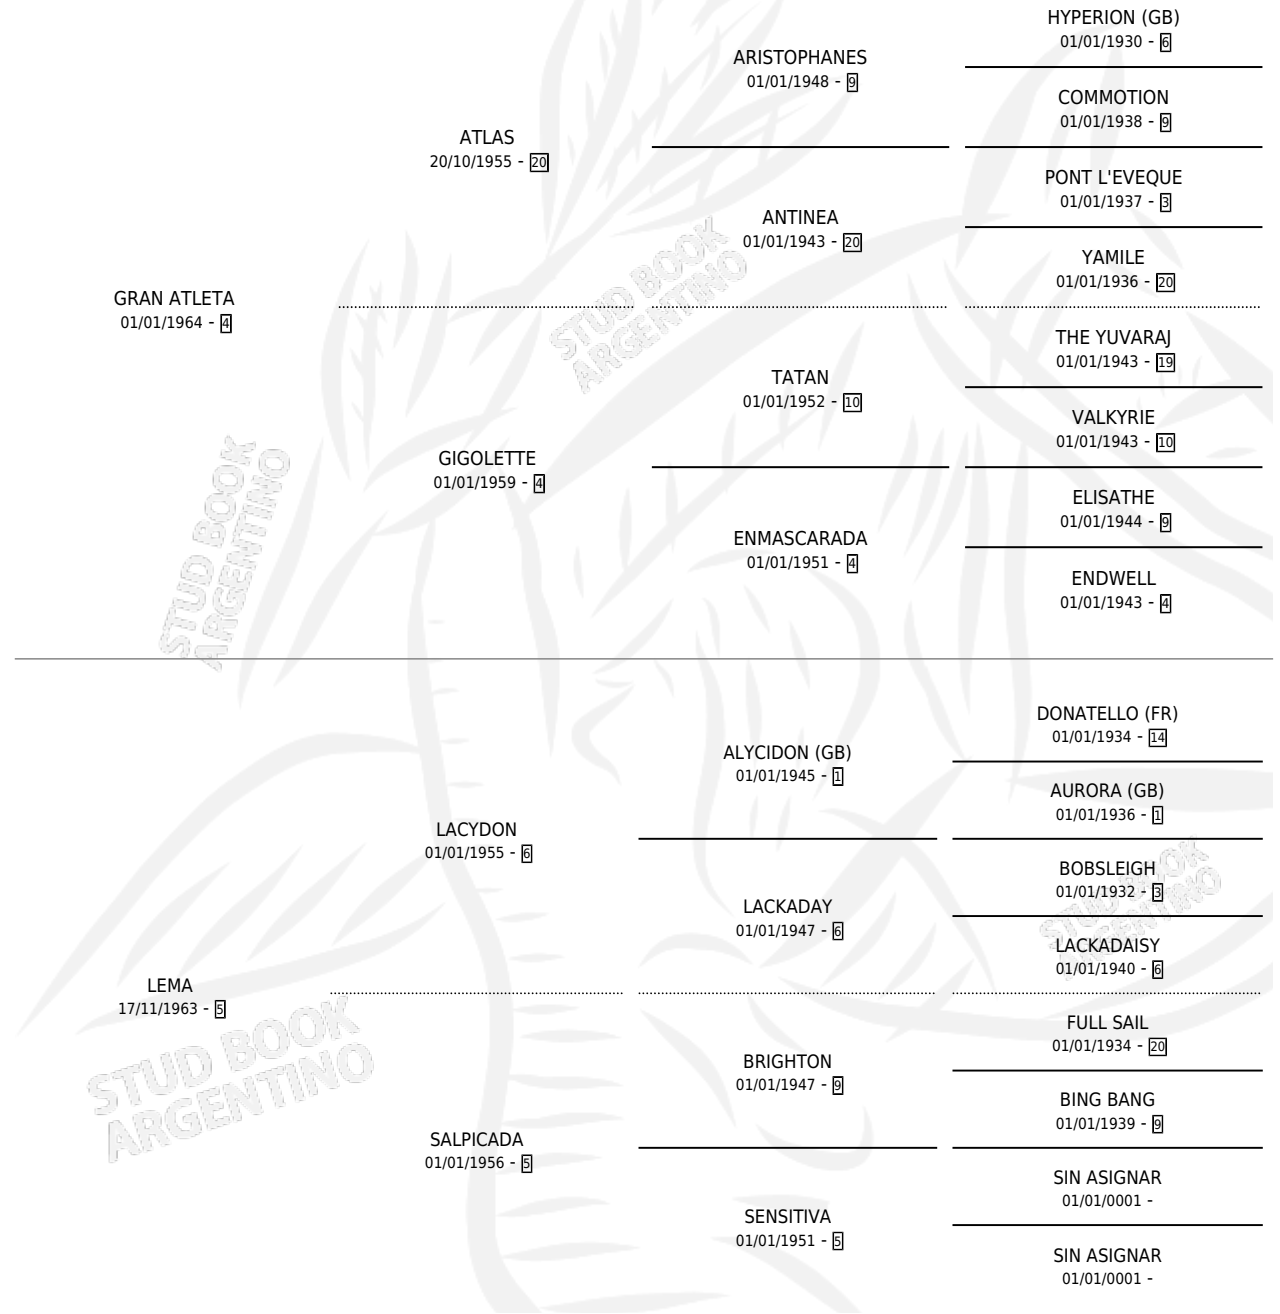 HYPERION (GB)
01/01/1930 - 6
ARISTOPHANES
01/01/1948 - 9
COMMOTION
01/01/1938 - 9
ATLAS
20/10/1955 - 20
PONT L'EVEQUE
01/01/1937 - 3
ANTINEA
01/01/1943 - 20
YAMILE
01/01/1936 - 20
GRAN ATLETA
01/01/1964 - 4
THE YUVARAJ
01/01/1943 - 19
TATAN
01/01/1952 - 10
VALKYRIE
01/01/1943 - 10
GIGOLETTE
01/01/1959 - 4
ELISATHE
01/01/1944 - 9
ENMASCARADA
01/01/1951 - 4
ENDWELL
01/01/1943 - 4
STUD BOOK
ARGENTINO
STUD BOOK
ARGENTINO
DONATELLO (FR)
01/01/1934 - 14
ALYCIDON (GB)
01/01/1945 - 1
AURORA (GB)
01/01/1936 - 1
LACYDON
01/01/1955 - 6
BOBSLEIGH
01/01/1932 - 3
LACKADAY
01/01/1947 - 6
LACKADAISY
01/01/1940 - 6
LEMA
17/11/1963 - 5
FULL SAIL
01/01/1934 - 20
BRIGHTON
01/01/1947 - 9
BING BANG
01/01/1939 - 9
SALPICADA
01/01/1956 - 5
SIN ASIGNAR
01/01/0001 -
SENSITIVA
01/01/1951 - 5
SIN ASIGNAR
01/01/0001 -
STUD BOOK
ARGENTINO
STUD BOOK
ARGENTINO